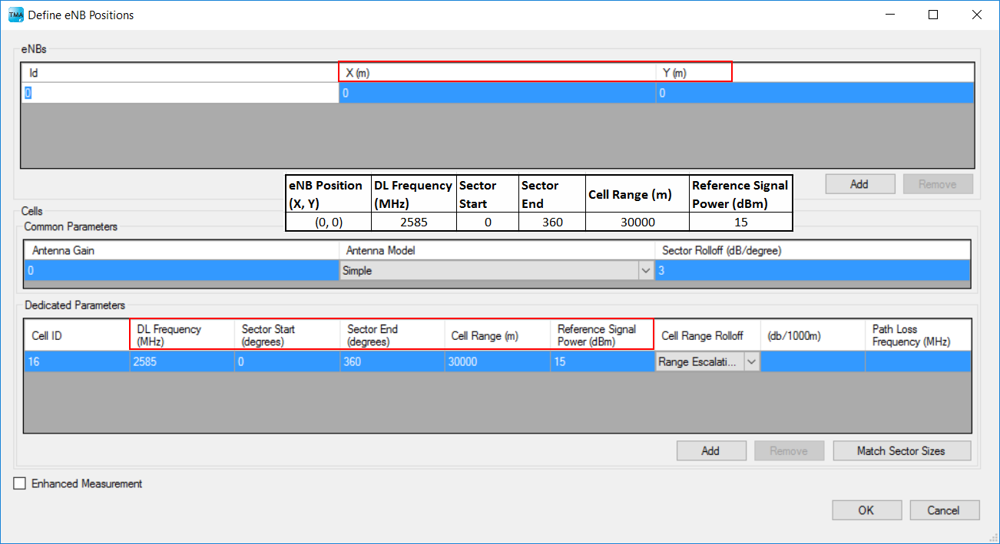 TMA Define eNB Positions
eNBs
Id X (m) Y (m)
0 0 0
Add Remove
eNB Position (X, Y) DL Frequency (MHz) Sector Start Sector End Cell Range (m) Reference Signal Power (dBm)
(0, 0) 2585 0 360 30000 15
Cells
Common Parameters
Antenna Gain Antenna Model Sector Rolloff (dB/degree)
0 Simple 3
Dedicated Parameters
Cell ID DL Frequency (MHz) Sector Start (degrees) Sector End (degrees) Cell Range (m) Reference Signal Power (dBm) Cell Range Rolloff (db/1000m) Path Loss Frequency (MHz)
16 2585 0 360 30000 15 Range Escalati...
Add Remove Match Sector Sizes
Enhanced Measurement
OK Cancel